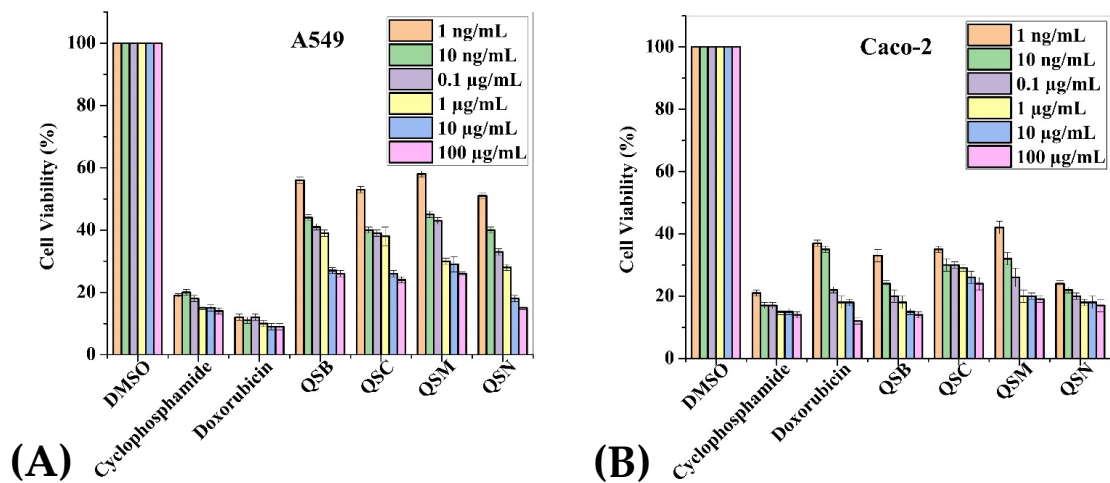 A549
1 ng/mL
10 ng/mL
0.1 µg/mL
1 µg/mL
10 µg/mL
100 µg/mL
Cell Viability (%)
100
80
60
40
20
0
DMSO
Cyclophosphamide
Doxorubicin
QSB
QSC
QSM
QSN
(A)
Caco-2
1 ng/mL
10 ng/mL
0.1 µg/mL
1 µg/mL
10 µg/mL
100 µg/mL
Cell Viability (%)
100
80
60
40
20
0
DMSO
Cyclophosphamide
Doxorubicin
QSB
QSC
QSM
QSN
(B)